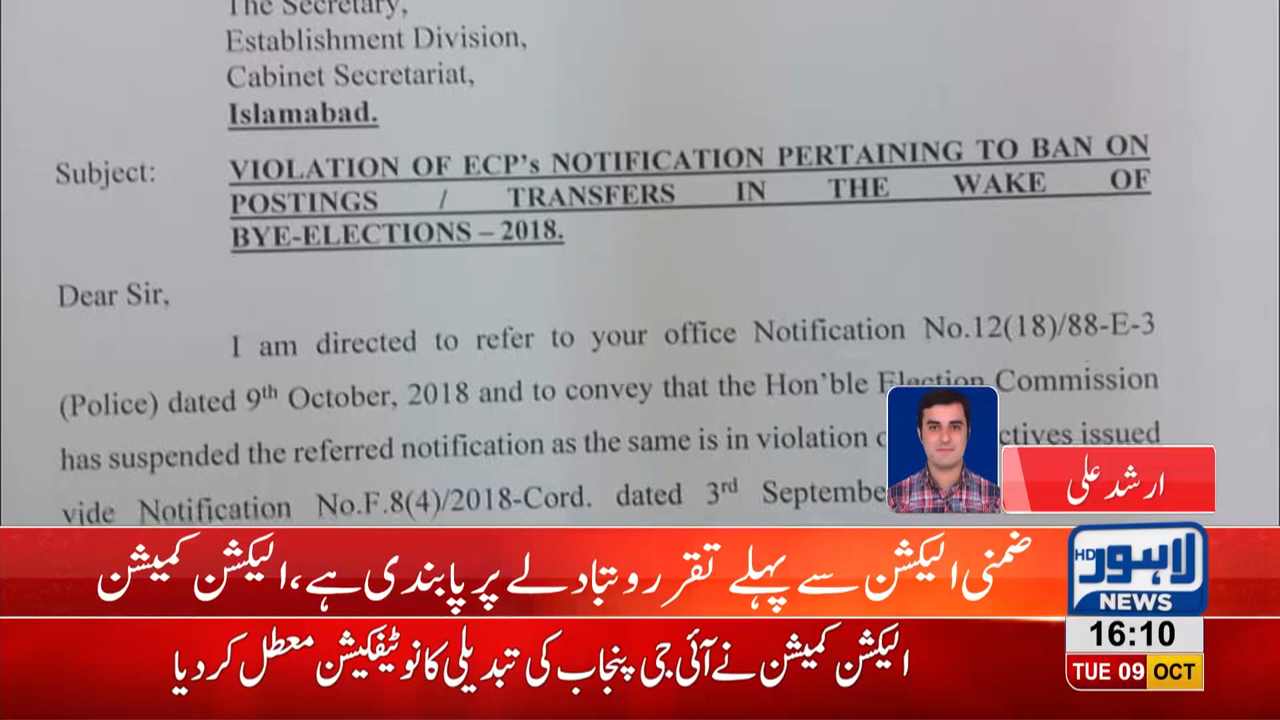 The Secretary,
Establishment Division,
Cabinet Secretariat,
Islamabad.
Subject: VIOLATION OF ECP's NOTIFICATION PERTAINING TO BAN ON
POSTINGS / TRANSFERS IN THE WAKE OF
BYE-ELECTIONS – 2018.
Dear Sir,
I am directed to refer to your office Notification No.12(18)/88-E-3
(Police) dated 9th October, 2018 and to convey that the Hon'ble Election Commission
has suspended the referred notification as the same is in violation issued
vide Notification No.F.8(4)/2018-Cord. dated 3rd
ارشد علی
ضمنی الیکشن سے پہلے تقرر و تبادلے پر پابندی ہے، الیکشن کمیشن
الیکشن کمیشن نے آئی جی پنجاب کی تبدیلی کا نوٹیفکیشن معطل کر دیا
لاہور HD
NEWS
16:10
TUE 09 OCT